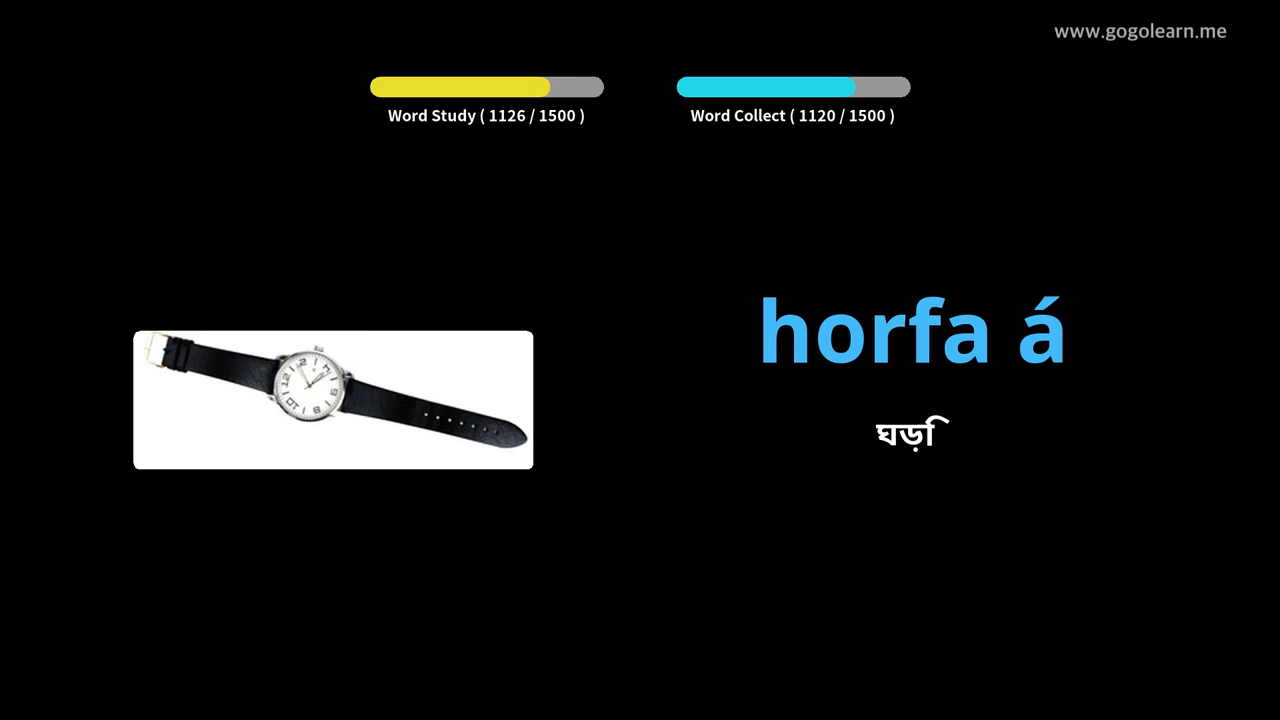 www.gogolearn.me
Word Study ( 1126 / 1500 )
Word Collect ( 1120 / 1500 )
horfa á
ঘড়ি